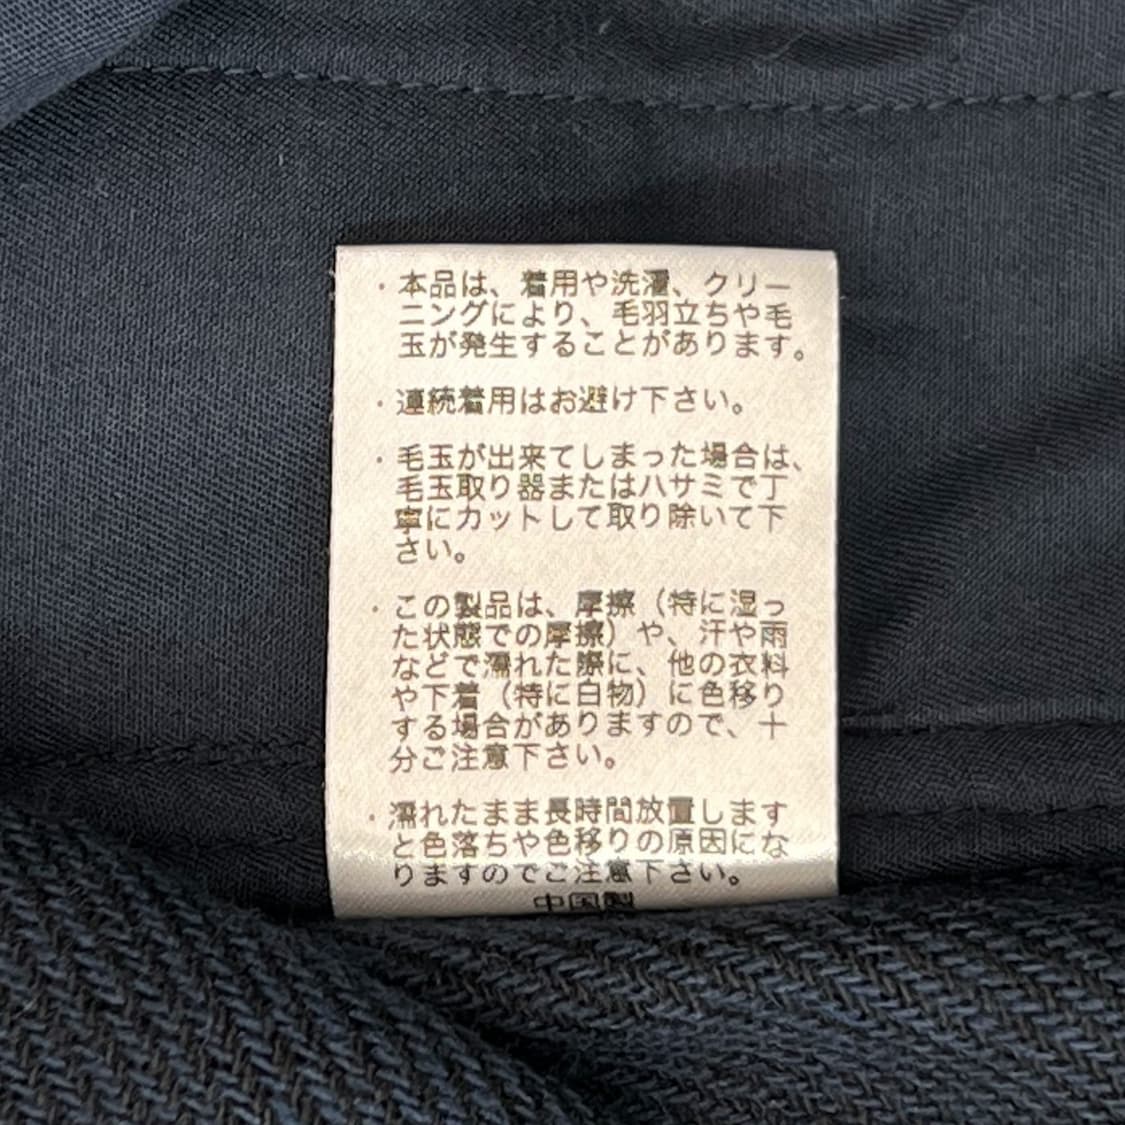 ・本品は、着用や洗濯、クリー
ニングにより、毛羽立ちや毛
玉が発生することがあります。
・連続着用はお避け下さい。
・毛玉が出来てしまった場合は、
毛玉取り器またはハサミで丁
寧にカットして取り除いて下
さい。
・この製品は、摩擦（特に湿っ
た状態での摩擦）や、汗や雨
などで濡れた際に、他の衣料
や下着（特に白物）に色移り
する場合がありますので、十
分ご注意下さい。
・濡れたまま長時間放置します
と色落ちや色移りの原因にな
りますのでご注意下さい。
中国製